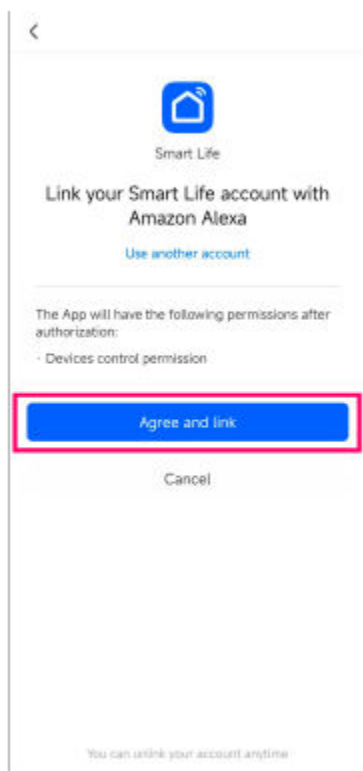 Smart Life
Link your Smart Life account with
Amazon Alexa
Use another account
The App will have the following permissions after
authorization:
· Devices control permission
Agree and link
Cancel
You can unlink your account anytime